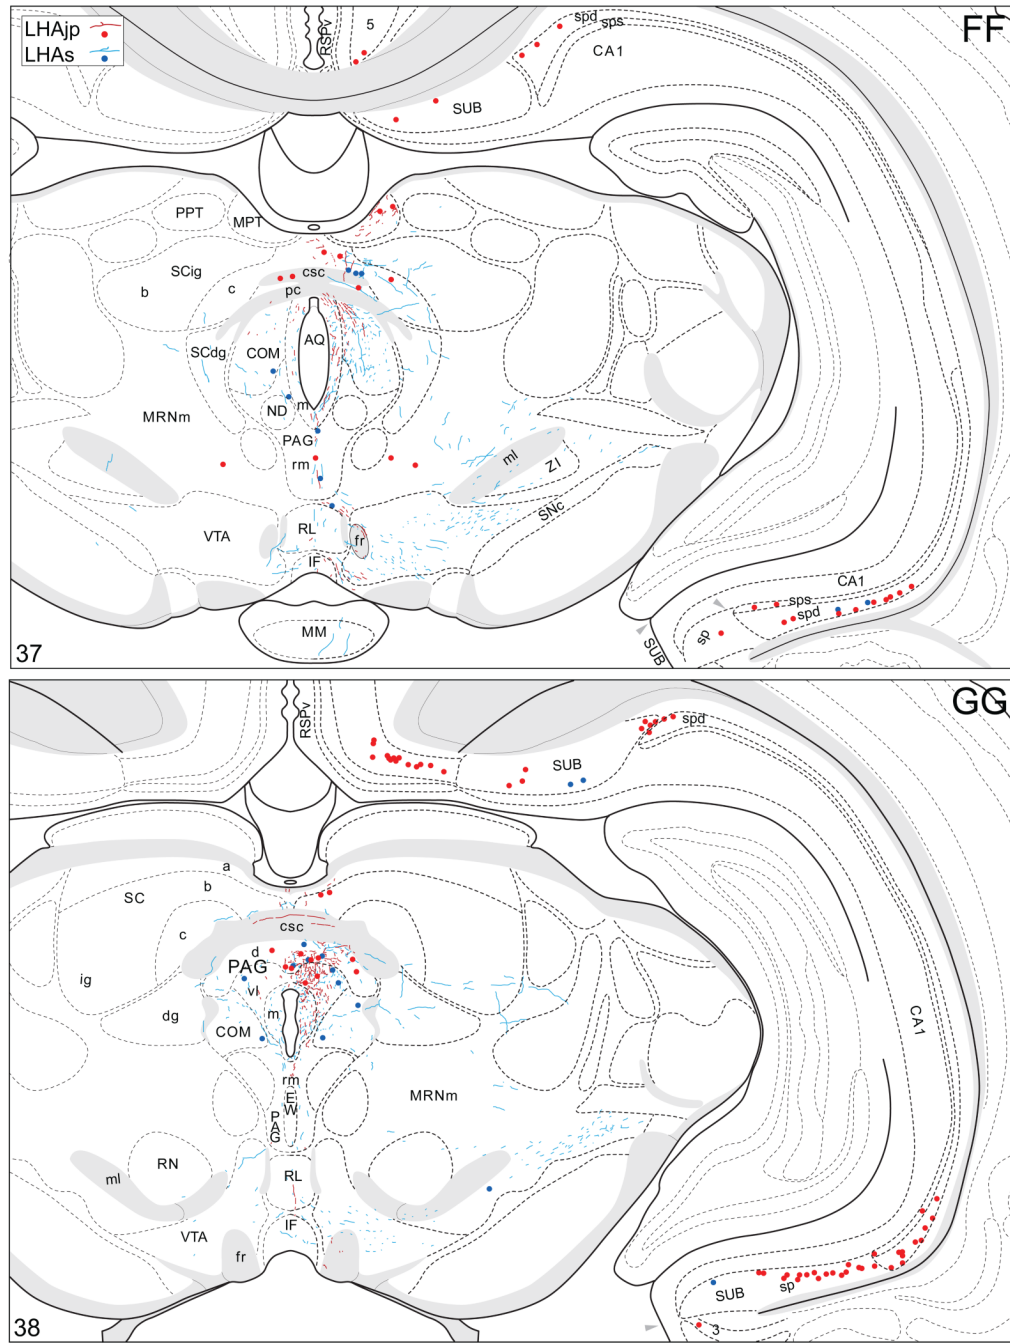 LHAjp
LHAs
RSPv
5
spd
sps
CA1
SUB
FF
PPT
MPT
SCig
b
c
csc
pc
AQ
SCdg
COM
ND
m
MRNm
PAG
rm
ml
ZI
SNc
VTA
RL
fr
IF
CA1
sps
spd
sp
SUB
MM
37
RSPv
spd
SUB
GG
a
b
SC
c
csc
d
PAG
vl
ig
m
dg
COM
CA1
rm
EW
MRNm
PAG
RN
ml
RL
VTA
IF
fr
SUB
sp
3
38